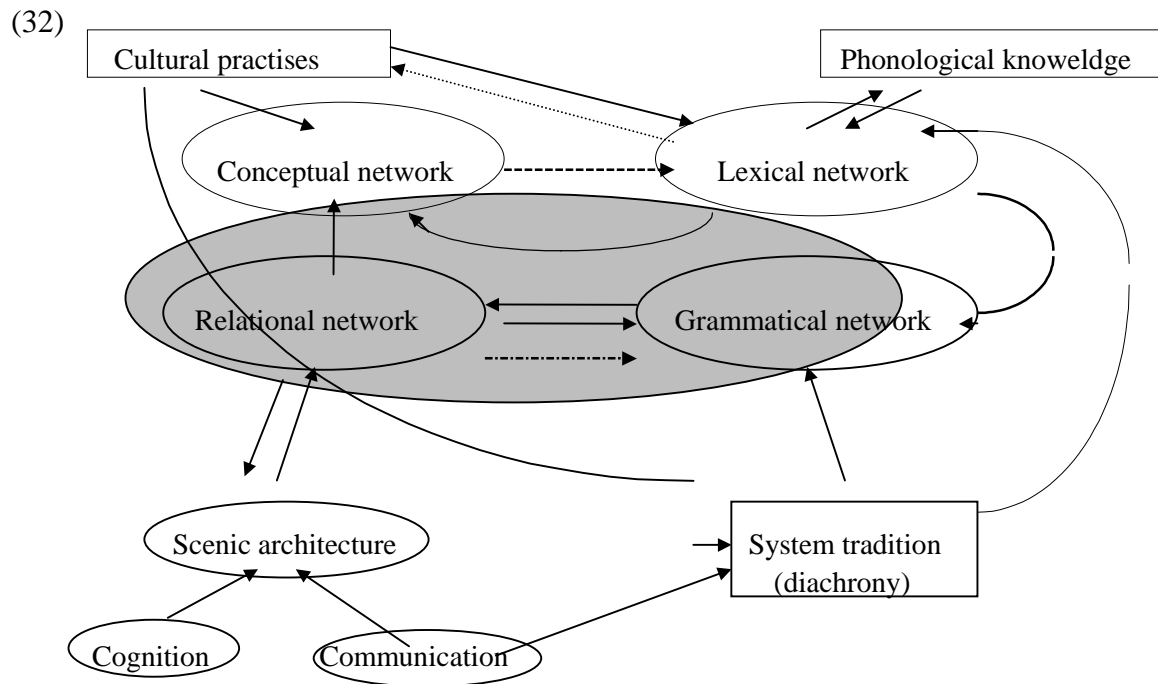 (32)
Cultural practises
Phonological knoweldge
Conceptual network
Lexical network
Relational network
Grammatical network
Scenic architecture
System tradition
(diachrony)
Cognition
Communication